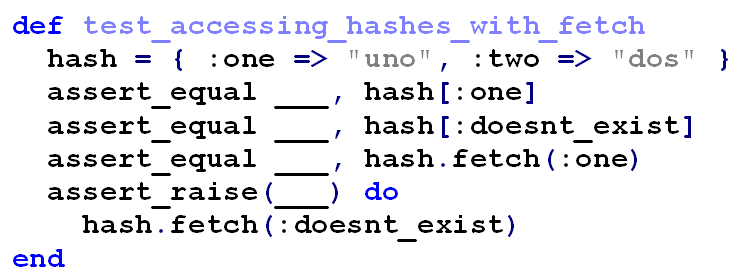 def test_accessing_hashes_with_fetch
  hash = { :one => "uno", :two => "dos" }
  assert_equal ___, hash[:one]
  assert_equal ___, hash[:doesnt_exist]
  assert_equal ___, hash.fetch(:one)
  assert_raise(___) do
    hash.fetch(:doesnt_exist)
end